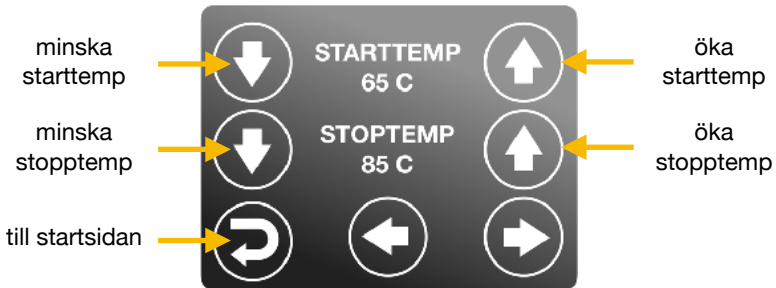 minska
starttemp
STARTTEMP
65 C
öka
starttemp
minska
stopptemp
STOPTEMP
85 C
öka
stopptemp
till startsidan